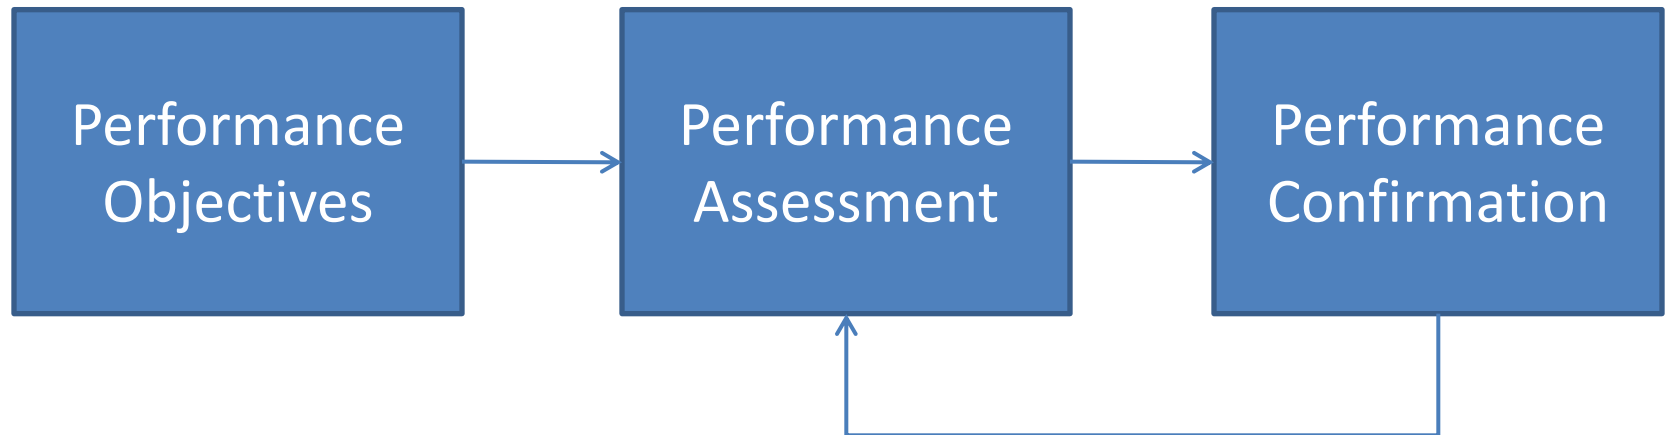 Performance
Objectives
Performance
Assessment
Performance
Confirmation